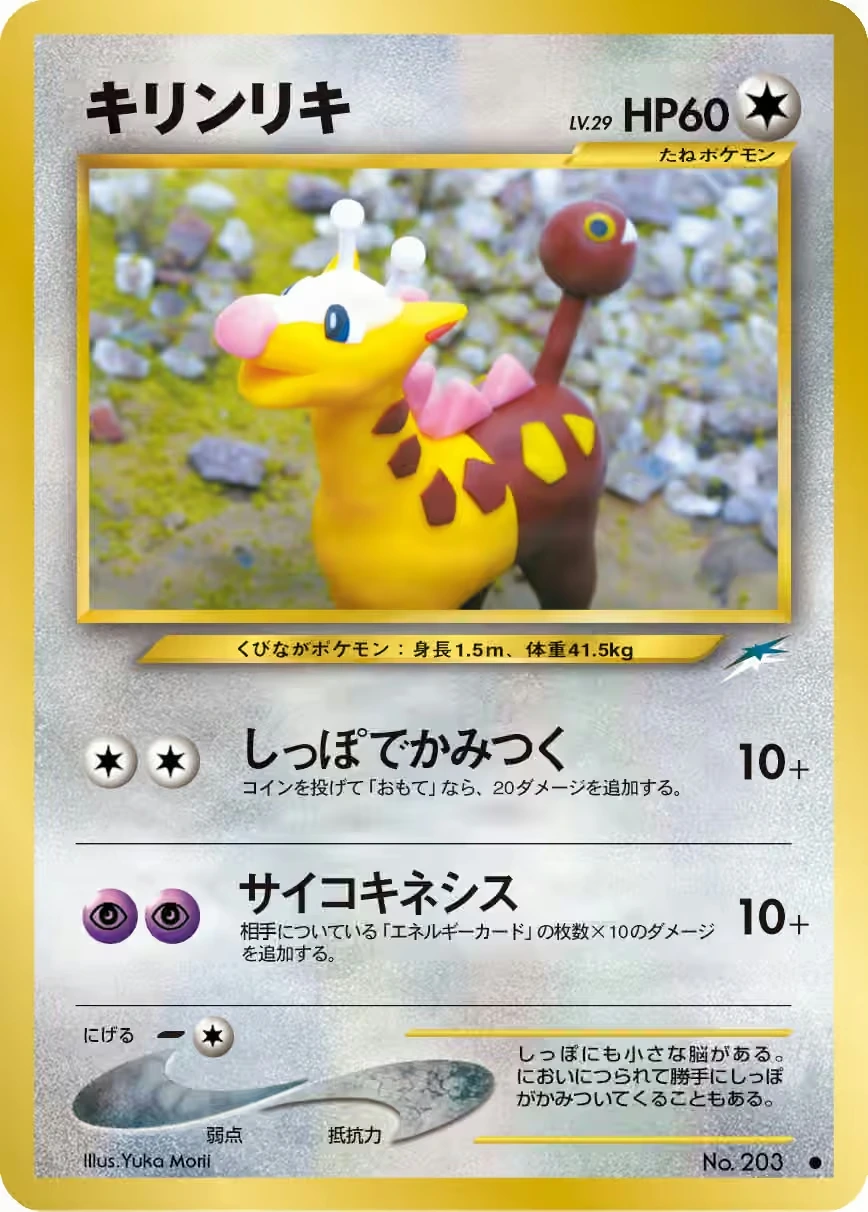 キリンリキ
LV.29 HP60
たねポケモン
くびながポケモン：身長1.5m、体重41.5kg
しっぽでかみつく 10+
コインを投げて「おもて」なら、20ダメージを追加する。
サイコキネシス 10+
相手についている「エネルギーカード」の枚数×10のダメージ
を追加する。
にげる
弱点 抵抗力
しっぽにも小さな脳がある。
においにつられて勝手にしっぽ
がかみついてくることもある。
Illus.Yuka Morii
No. 203